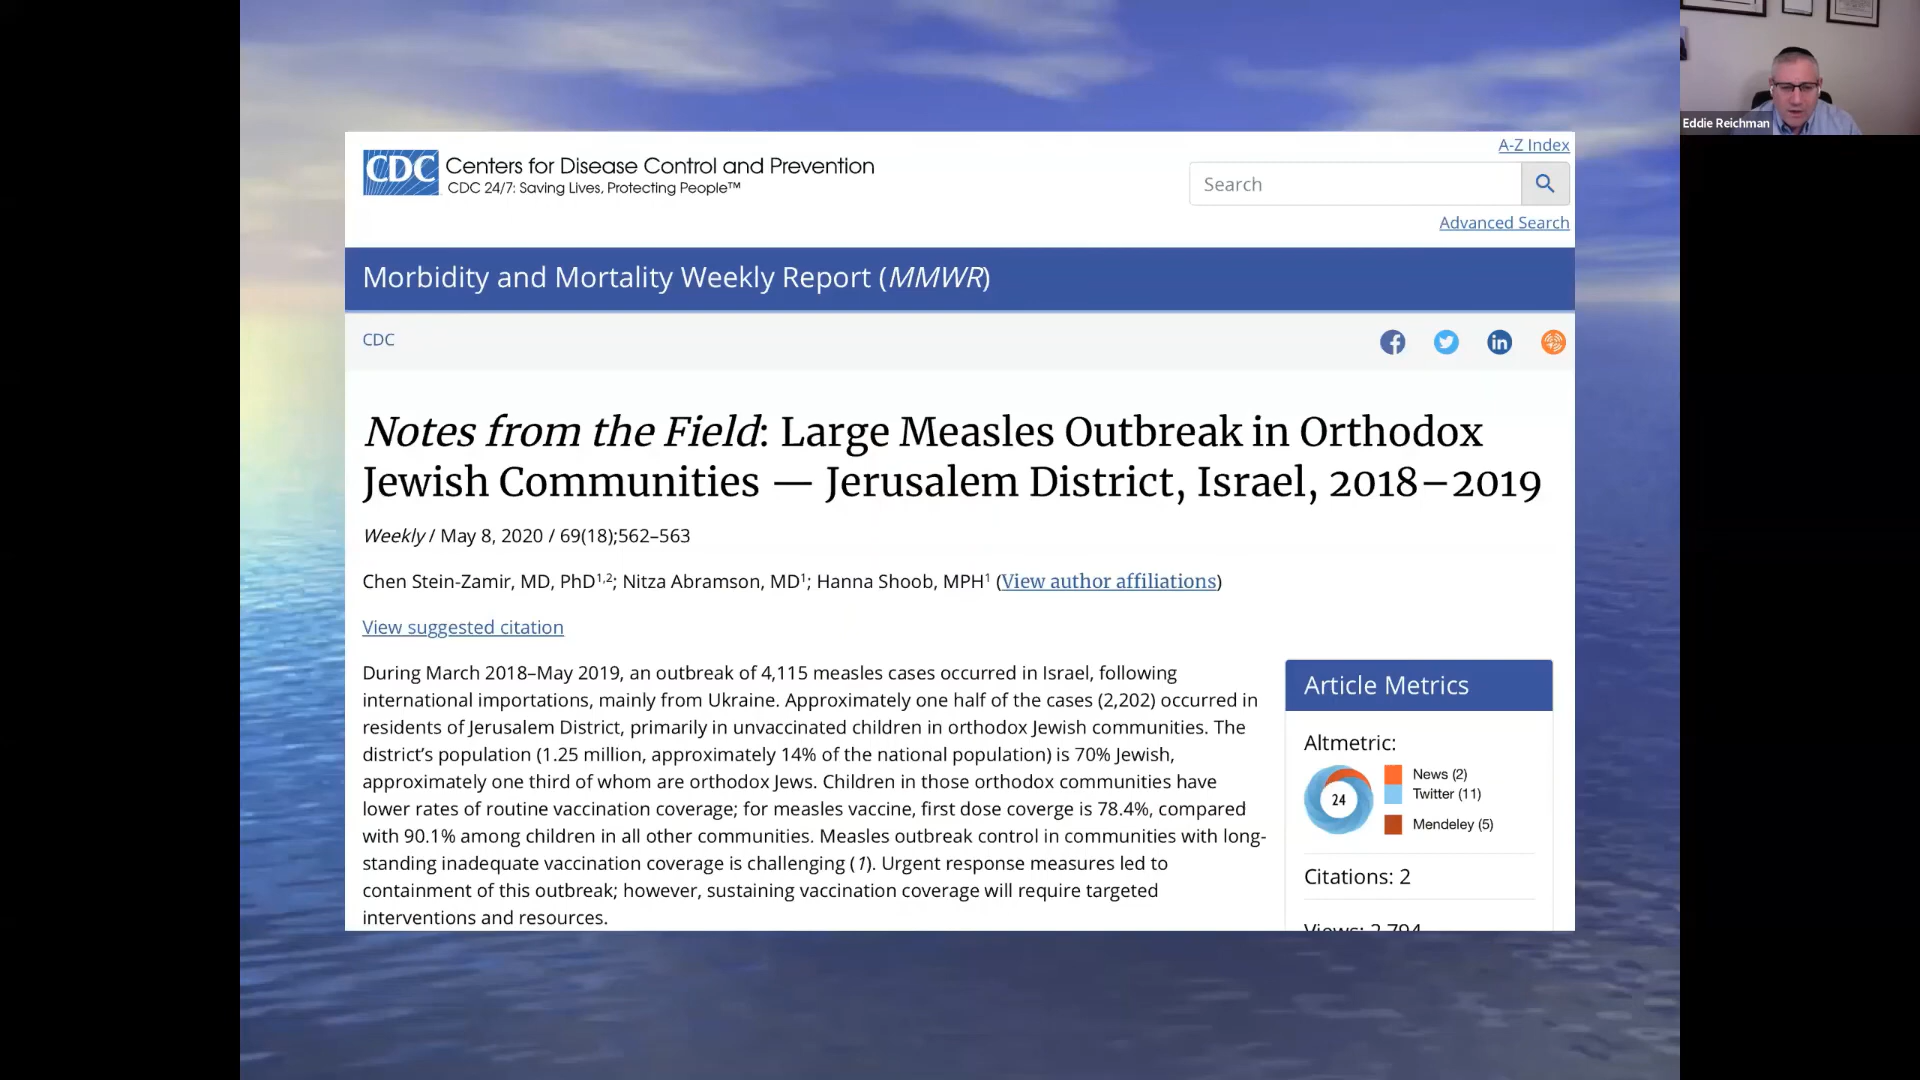 CDC Centers for Disease Control and Prevention
CDC 24/7: Saving Lives, Protecting People™
A-Z Index
Search
Advanced Search
Morbidity and Mortality Weekly Report (MMWR)
CDC
Notes from the Field: Large Measles Outbreak in Orthodox
Jewish Communities — Jerusalem District, Israel, 2018–2019
Weekly / May 8, 2020 / 69(18);562–563
Chen Stein-Zamir, MD, PhD1,2; Nitza Abramson, MD1; Hanna Shoob, MPH1 (View author affiliations)
View suggested citation
During March 2018–May 2019, an outbreak of 4,115 measles cases occurred in Israel, following
international importations, mainly from Ukraine. Approximately one half of the cases (2,202) occurred in
residents of Jerusalem District, primarily in unvaccinated children in orthodox Jewish communities. The
district's population (1.25 million, approximately 14% of the national population) is 70% Jewish,
approximately one third of whom are orthodox Jews. Children in those orthodox communities have
lower rates of routine vaccination coverage; for measles vaccine, first dose coverge is 78.4%, compared
with 90.1% among children in all other communities. Measles outbreak control in communities with long-
standing inadequate vaccination coverage is challenging (1). Urgent response measures led to
containment of this outbreak; however, sustaining vaccination coverage will require targeted
interventions and resources.
Article Metrics
Altmetric:
24
News (2)
Twitter (11)
Mendeley (5)
Citations: 2
Views: 2,794
Eddie Reichman